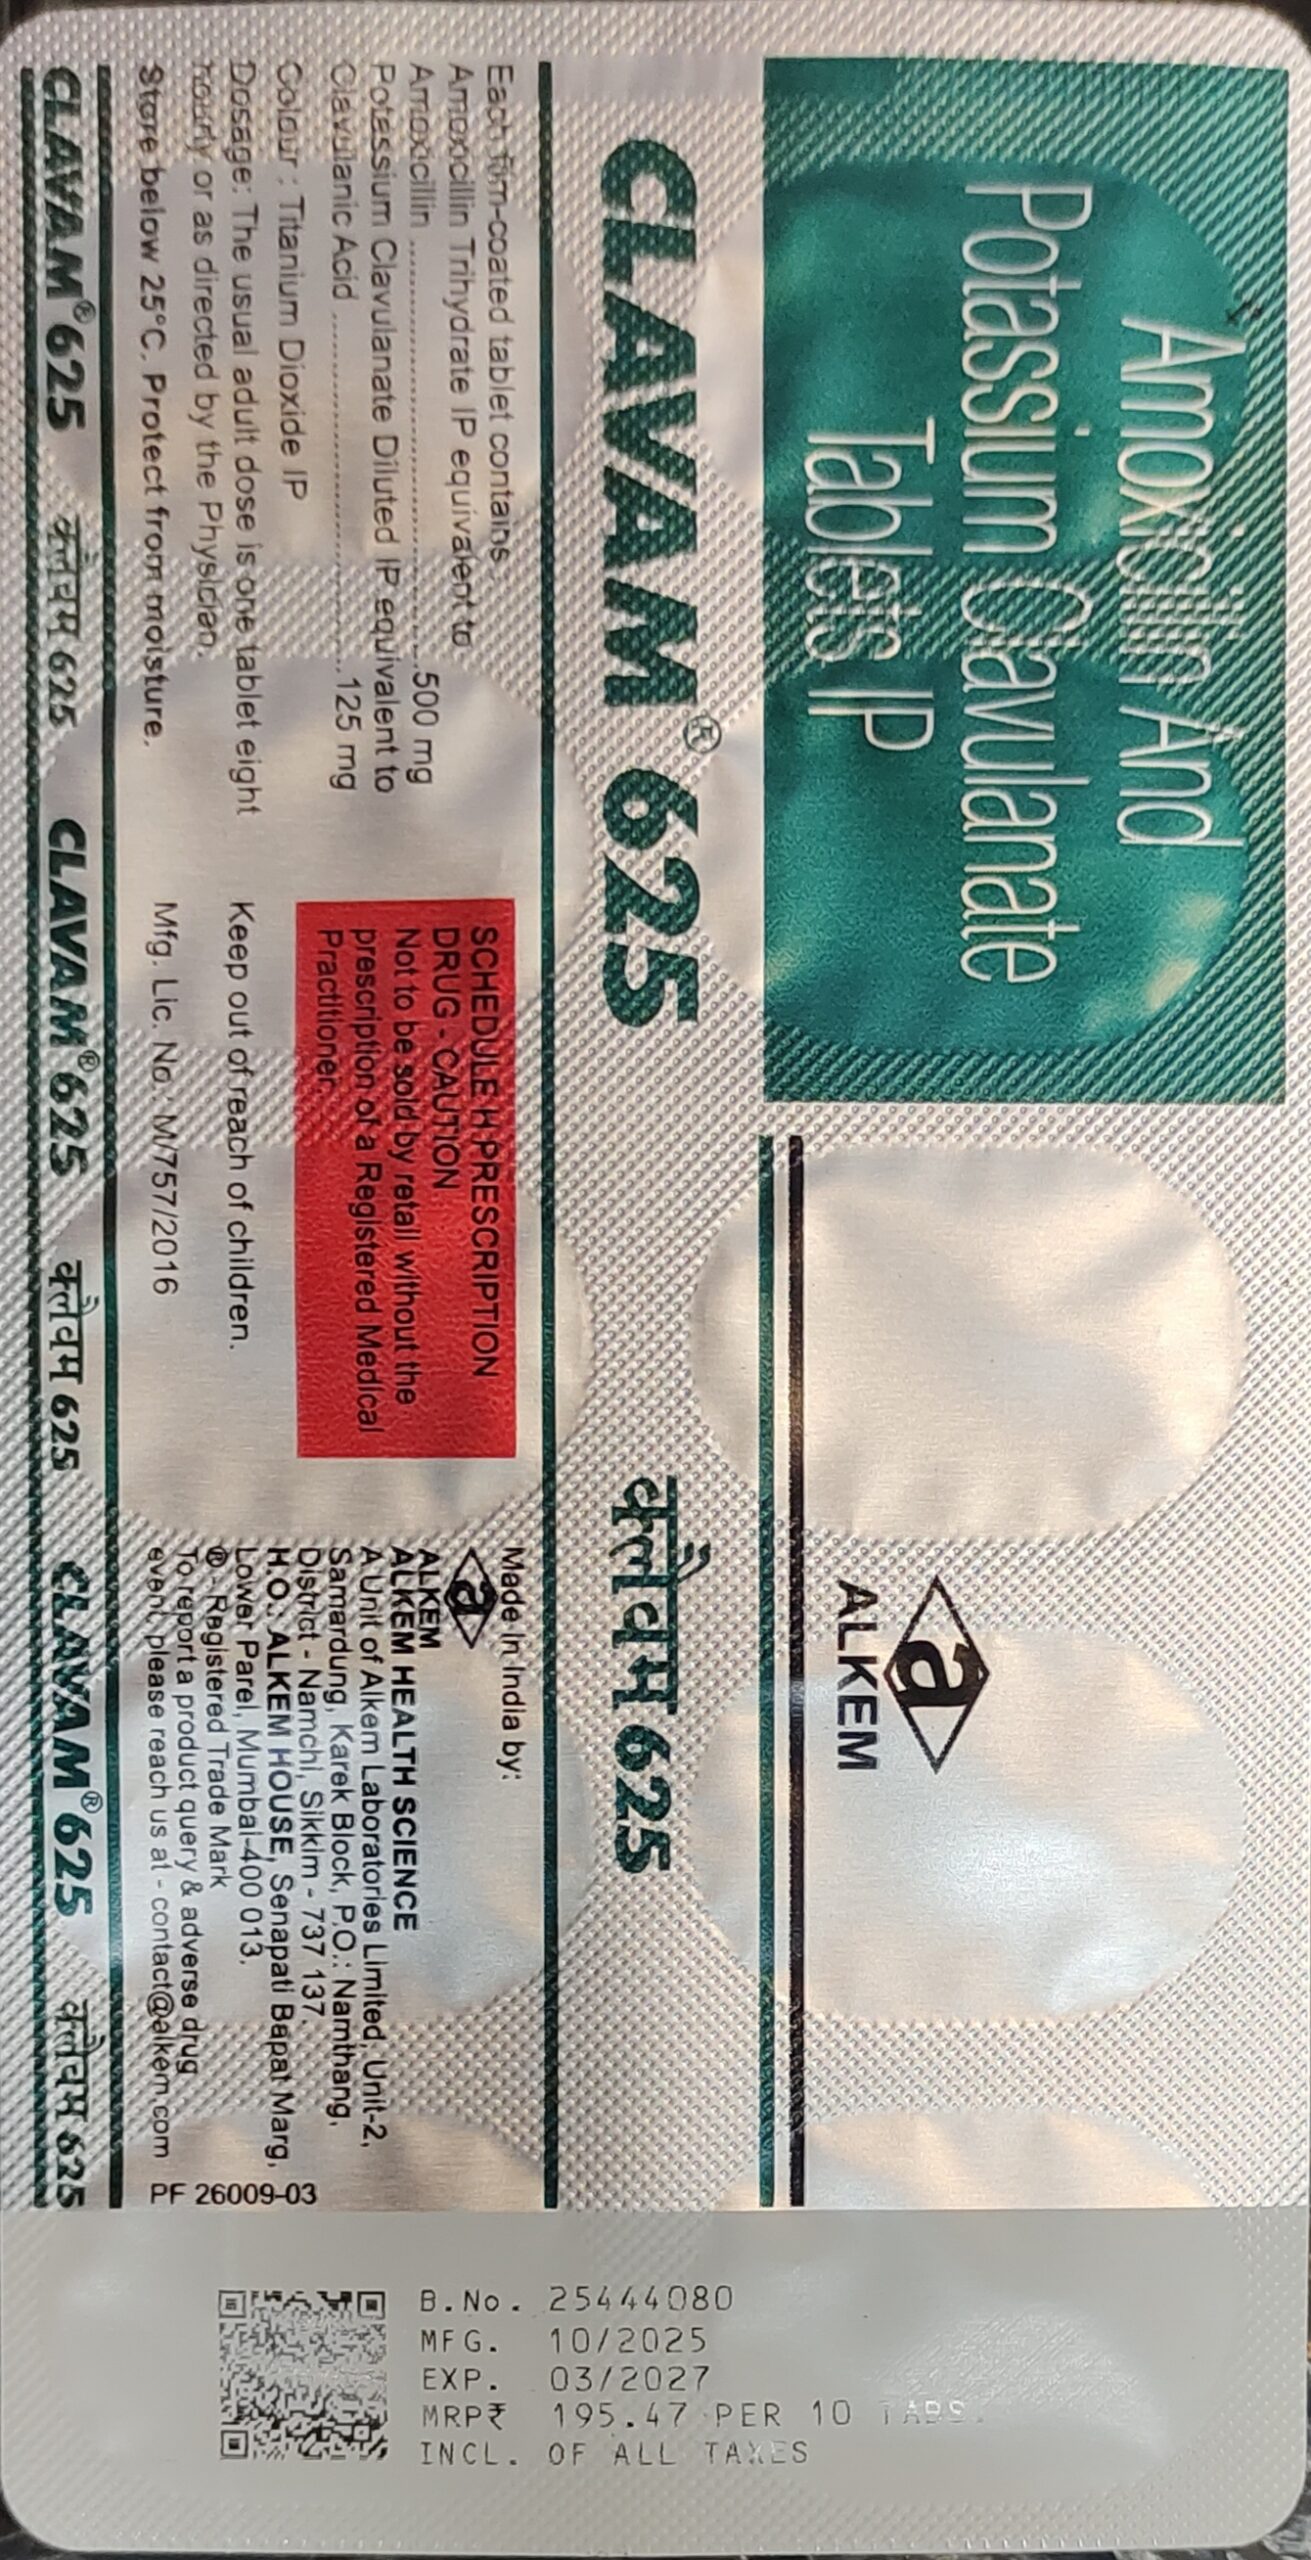 Amoxicillin And
Potassium Clavulanate
Tablets IP
ALKEM
CLAVAM® 625
क्लैवम 625
Each film-coated tablet contains:
Amoxicillin Trihydrate IP equivalent to
Amoxicillin ..............................500 mg
Potassium Clavulanate Diluted IP equivalent to
Clavulanic Acid ..............................125 mg
Colour : Titanium Dioxide IP
Dosage: The usual adult dose is one tablet eight
hourly or as directed by the Physician.
Store below 25°C. Protect from moisture.
SCHEDULE H PRESCRIPTION
DRUG - CAUTION
Not to be sold by retail without the
prescription of a Registered Medical
Practitioner.
Keep out of reach of children.
Mfg. Lic. No.: M/757/2016
Made in India by:
ALKEM
ALKEM HEALTH SCIENCE
A Unit of Alkem Laboratories Limited, Unit-2,
Samardung, Karek Block, P.O.: Namthang,
District - Namchi, Sikkim - 737 137.
H.O.: ALKEM HOUSE, Senapati Bapat Marg,
Lower Parel, Mumbai-400 013.
® - Registered Trade Mark
To report a product query & adverse drug
event, please reach us at - contact@alkem.com
PF 26009-03
CLAVAM® 625 क्लैवम 625 CLAVAM® 625 क्लैवम 625 CLAVAM® 625 क्लैवम 625
B.No. 25444080
MFG. 10/2025
EXP. 03/2027
MRP₹ 195.47 PER 10 TABS.
INCL. OF ALL TAXES